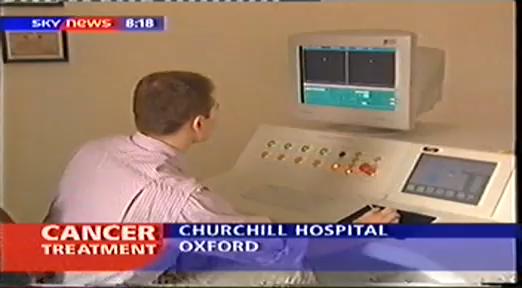 sky news 8:18
CANCER
TREATMENT
CHURCHILL HOSPITAL
OXFORD